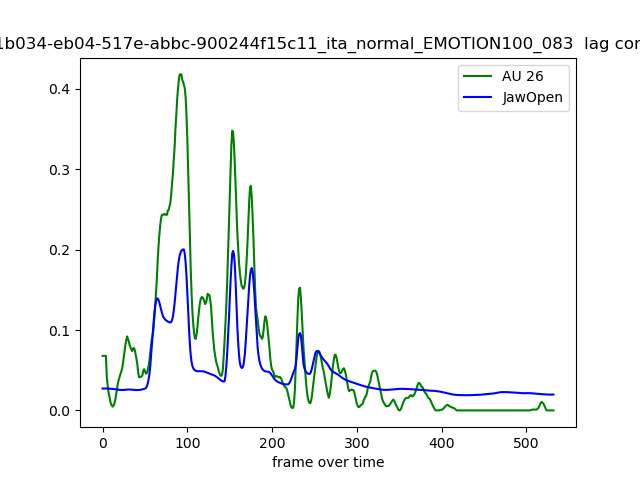 1b034-eb04-517e-abbc-900244f15c11_ita_normal_EMOTION100_083 lag cor
AU 26
JawOpen
0.4
0.3
0.2
0.1
0.0
0 100 200 300 400 500
frame over time